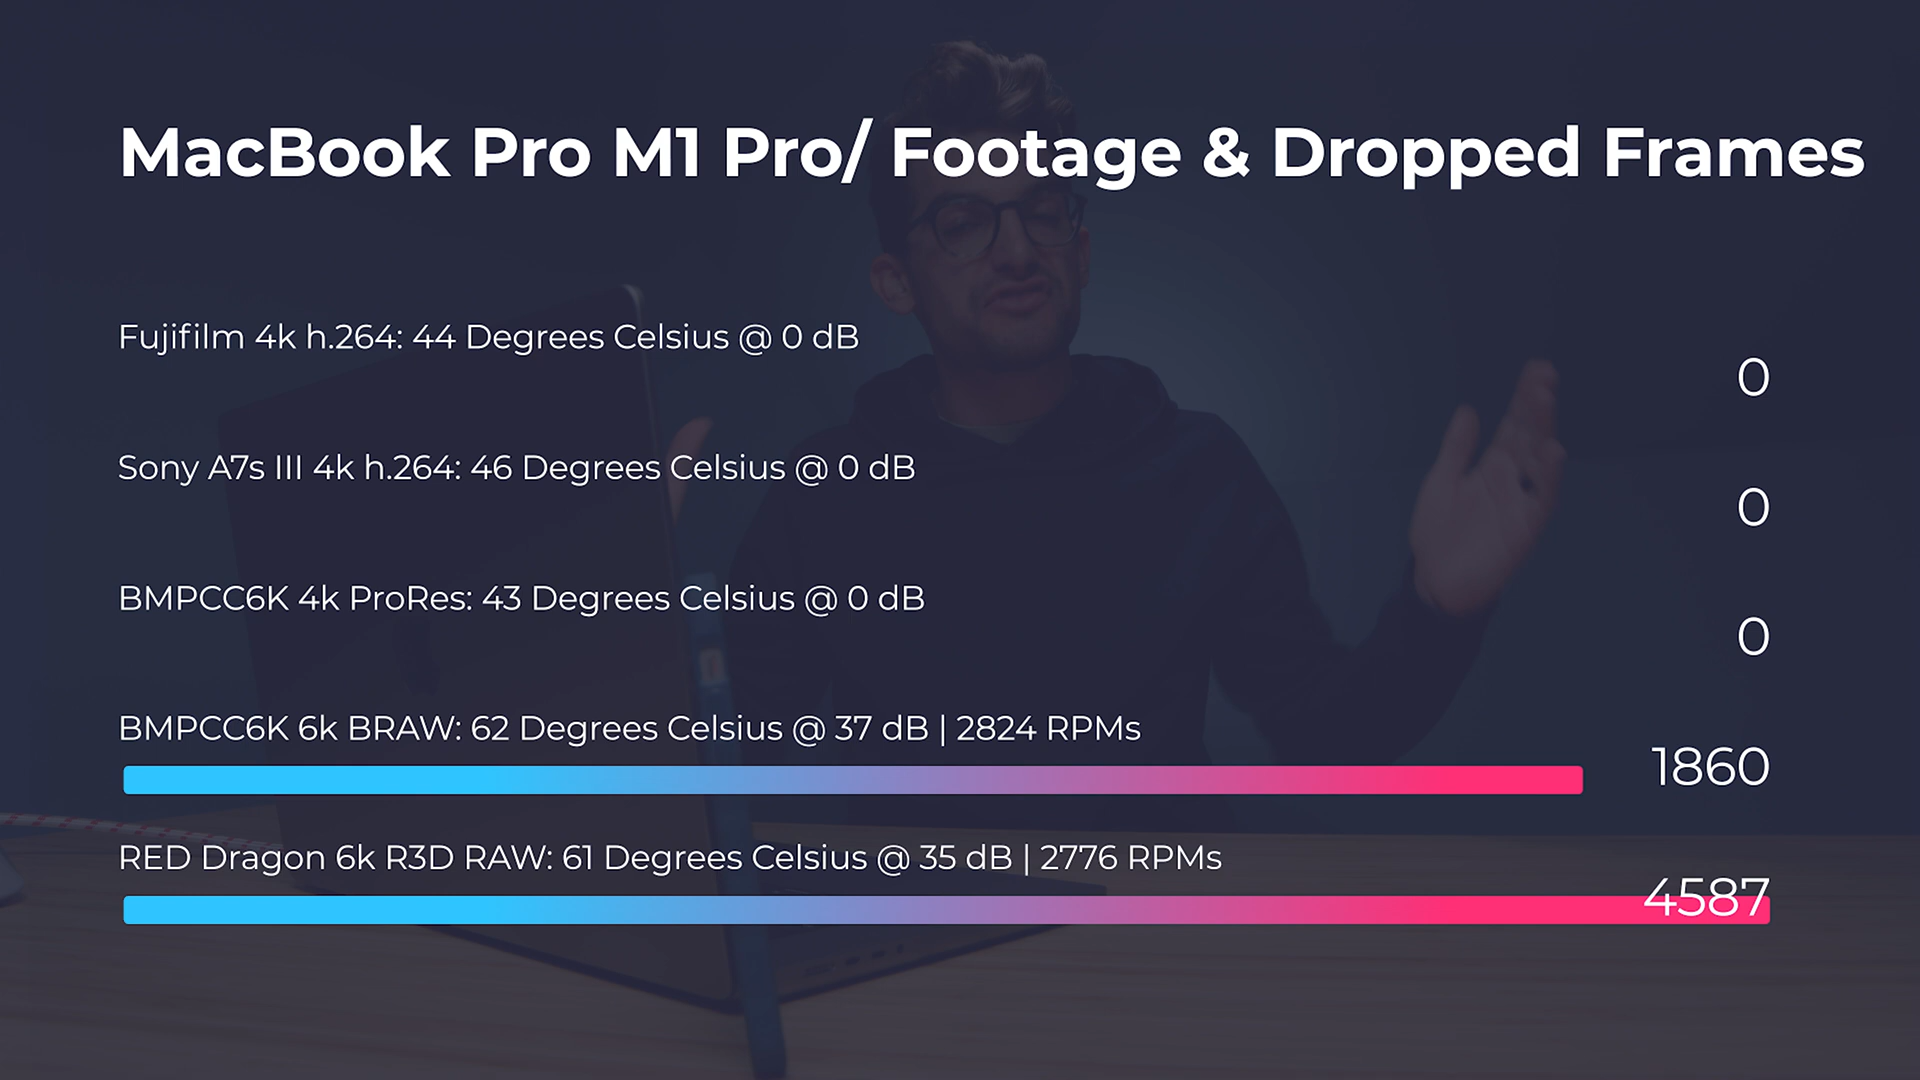 MacBook Pro M1 Pro/ Footage & Dropped Frames
Fujifilm 4k h.264: 44 Degrees Celsius @ 0 dB
0
Sony A7s III 4k h.264: 46 Degrees Celsius @ 0 dB
0
BMPCC6K 4k ProRes: 43 Degrees Celsius @ 0 dB
0
BMPCC6K 6k BRAW: 62 Degrees Celsius @ 37 dB | 2824 RPMs
1860
RED Dragon 6k R3D RAW: 61 Degrees Celsius @ 35 dB | 2776 RPMs
4587